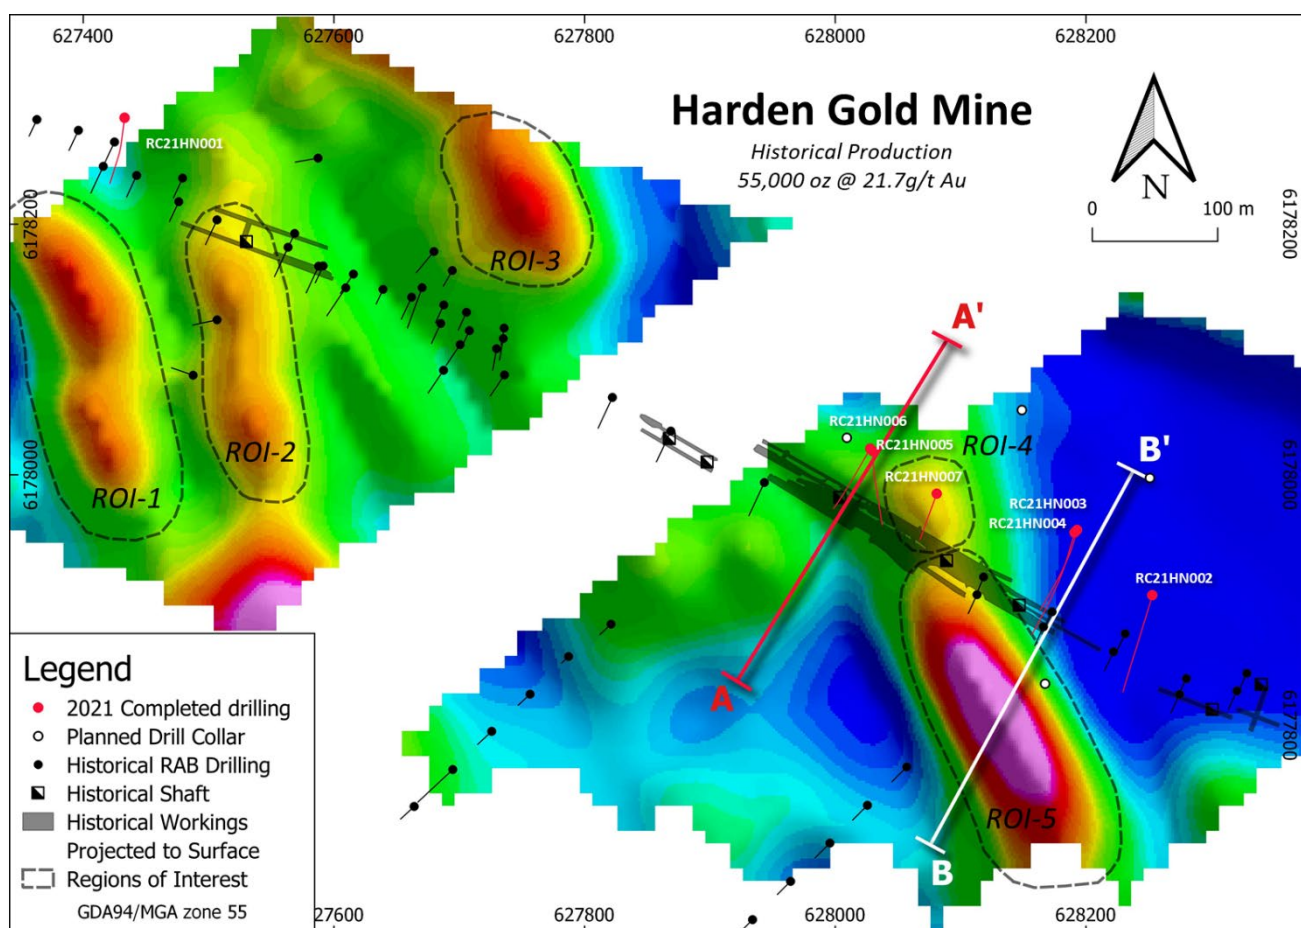 627400
627600
627800
628000
628200
Harden Gold Mine
Historical Production
55,000 oz @ 21.7g/t Au
N
0
100 m
6178200
6178200
RC21HN001
ROI-3
ROI-1
ROI-2
A'
RC21HN006
RC21HN005
ROI-4
B'
6178000
6178000
RC21HN007
RC21HN003
RC21HN004
RC21HN002
A
6177800
ROI-5
B
Legend
2021 Completed drilling
Planned Drill Collar
Historical RAB Drilling
Historical Shaft
Historical Workings
Projected to Surface
Regions of Interest
GDA94/MGA zone 55
627600
627800
628000
628200